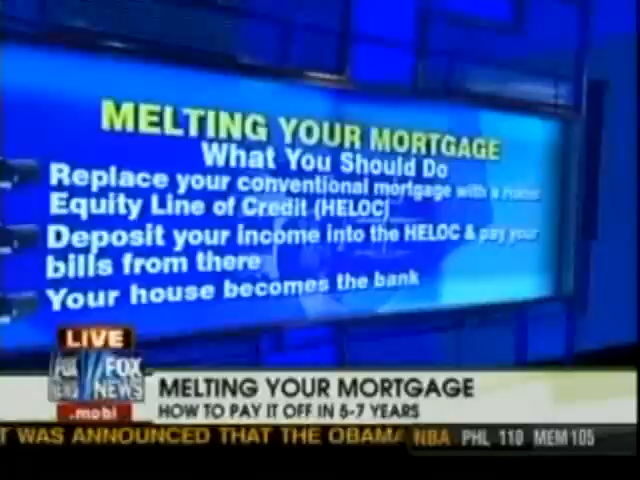 MELTING YOUR MORTGAGE
What You Should Do
Replace your conventional mortgage with a Home
Equity Line of Credit (HELOC)
Deposit your income into the HELOC & pay your
bills from there
Your house becomes the bank
LIVE
FOX
NEWS
.mobi
MELTING YOUR MORTGAGE
HOW TO PAY IT OFF IN 5-7 YEARS
T WAS ANNOUNCED THAT THE OBAMA NBA PHL 110 MEM 105